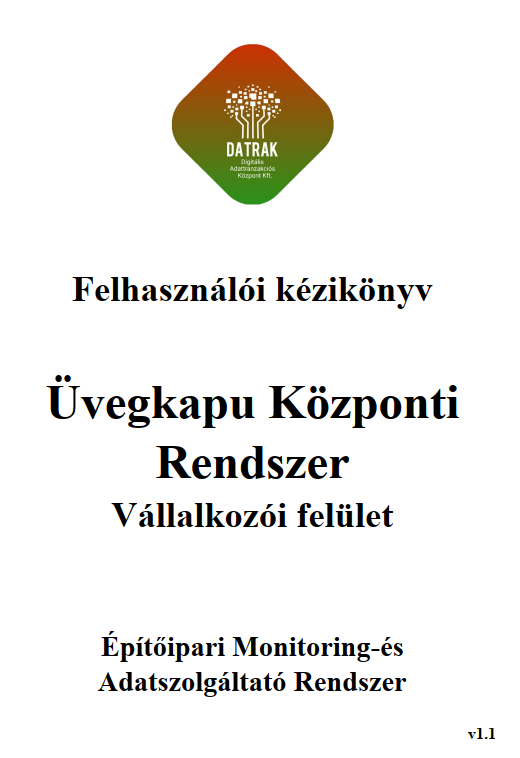 DATRAK
Digitális
Adattranzakciós
Központ Kft.
Felhasználói kézikönyv
Üvegkapu Központi
Rendszer
Vállalkozói felület
Építőipari Monitoring-és
Adatszolgáltató Rendszer
v1.1